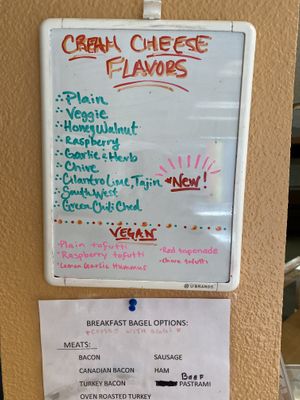 CREAM CHEESE
FLAVORS
Plain
Veggie
Honey Walnut
Raspberry
Garlic & Herb
Chive
Cilantro Lime, Tajin New!
SouthWest
Green Chili Ched
VEGAN
Plain tofutti
Raspberry tofutti
Lemon Garlic Hummus
Red tapenade
Chive tofutti
U BRANDS
BREAKFAST BAGEL OPTIONS:
MEATS:
BACON SAUSAGE
CANADIAN BACON HAM
BEEF
TURKEY BACON PASTRAMI
OVEN ROASTED TURKEY